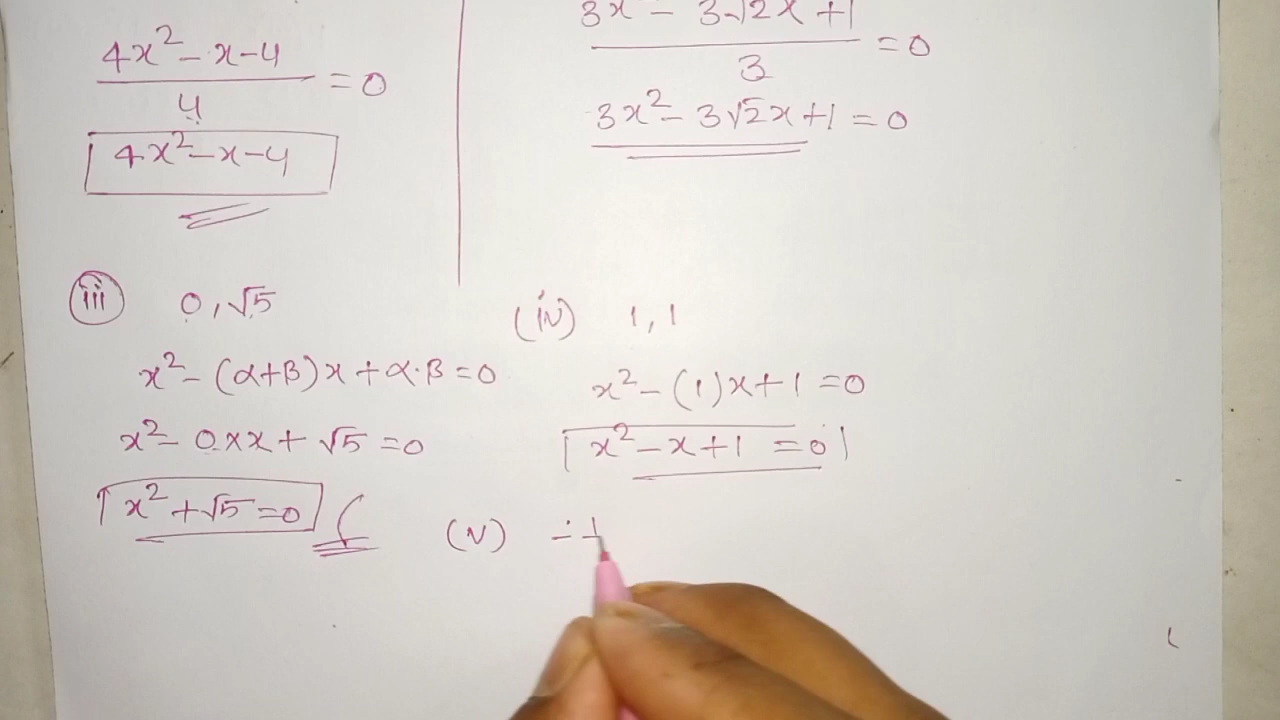 4x² - x - 4
——— = 0
4
4x² - x - 4
3x² - 3√2x + 1
——— = 0
3
3x² - 3√2x + 1 = 0
(iii) 0, √5
x² - (α+β)x + α·β = 0
x² - 0×x + √5 = 0
x² + √5 = 0
(iv) 1, 1
x² - (1)x + 1 = 0
x² - x + 1 = 0
(v) -